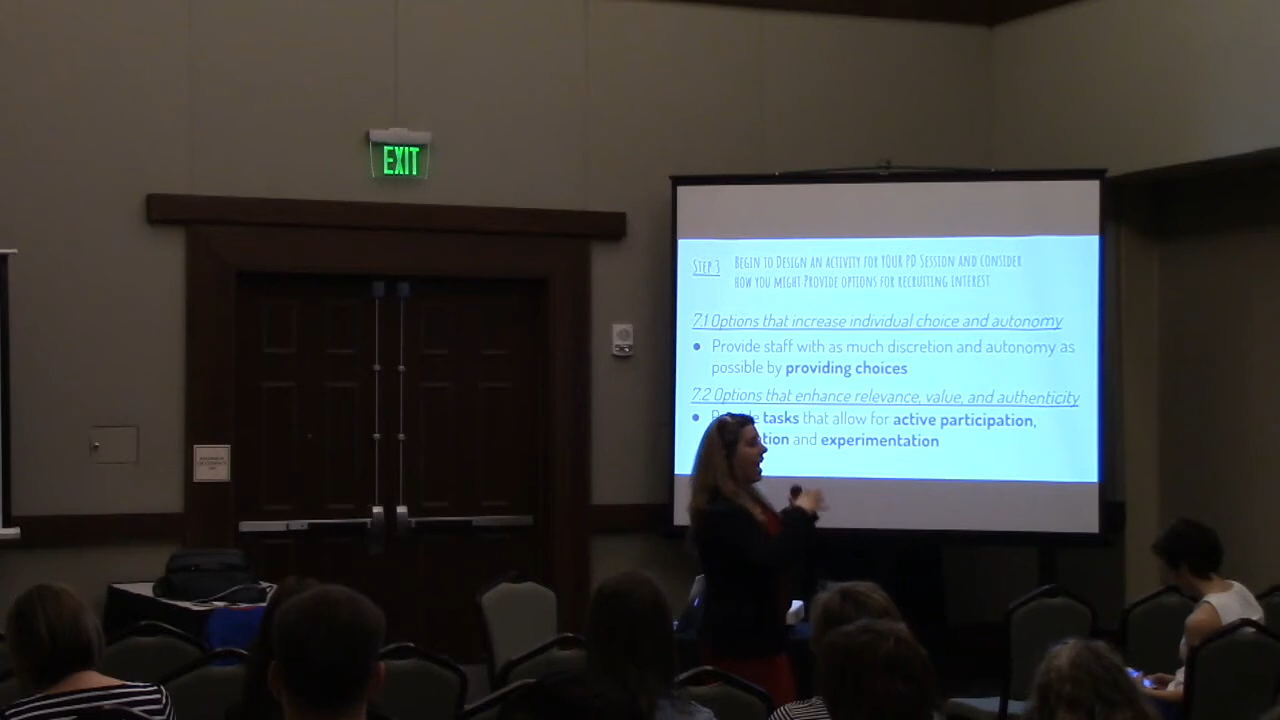 EXIT
STEP 3 BEGIN TO DESIGN AN ACTIVITY FOR YOUR PD SESSION AND CONSIDER
HOW YOU MIGHT PROVIDE OPTIONS FOR RECRUITING INTEREST
7.1 Options that increase individual choice and autonomy
• Provide staff with as much discretion and autonomy as
possible by providing choices
7.2 Options that enhance relevance, value, and authenticity
• tasks that allow for active participation,
and experimentation